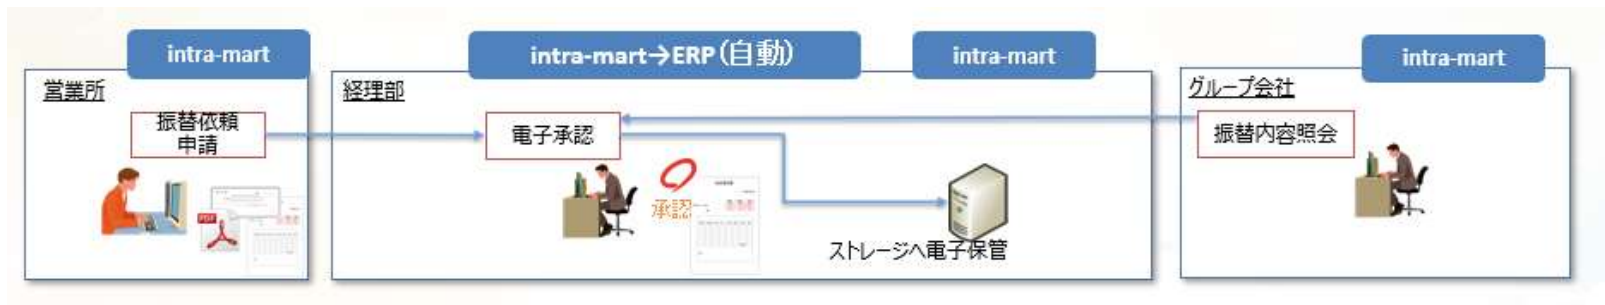 intra-mart
営業所
振替依頼
申請
PDF
intra-mart→ERP(自動)
intra-mart
経理部
電子承認
承認
ストレージへ電子保管
intra-mart
グループ会社
振替内容照会